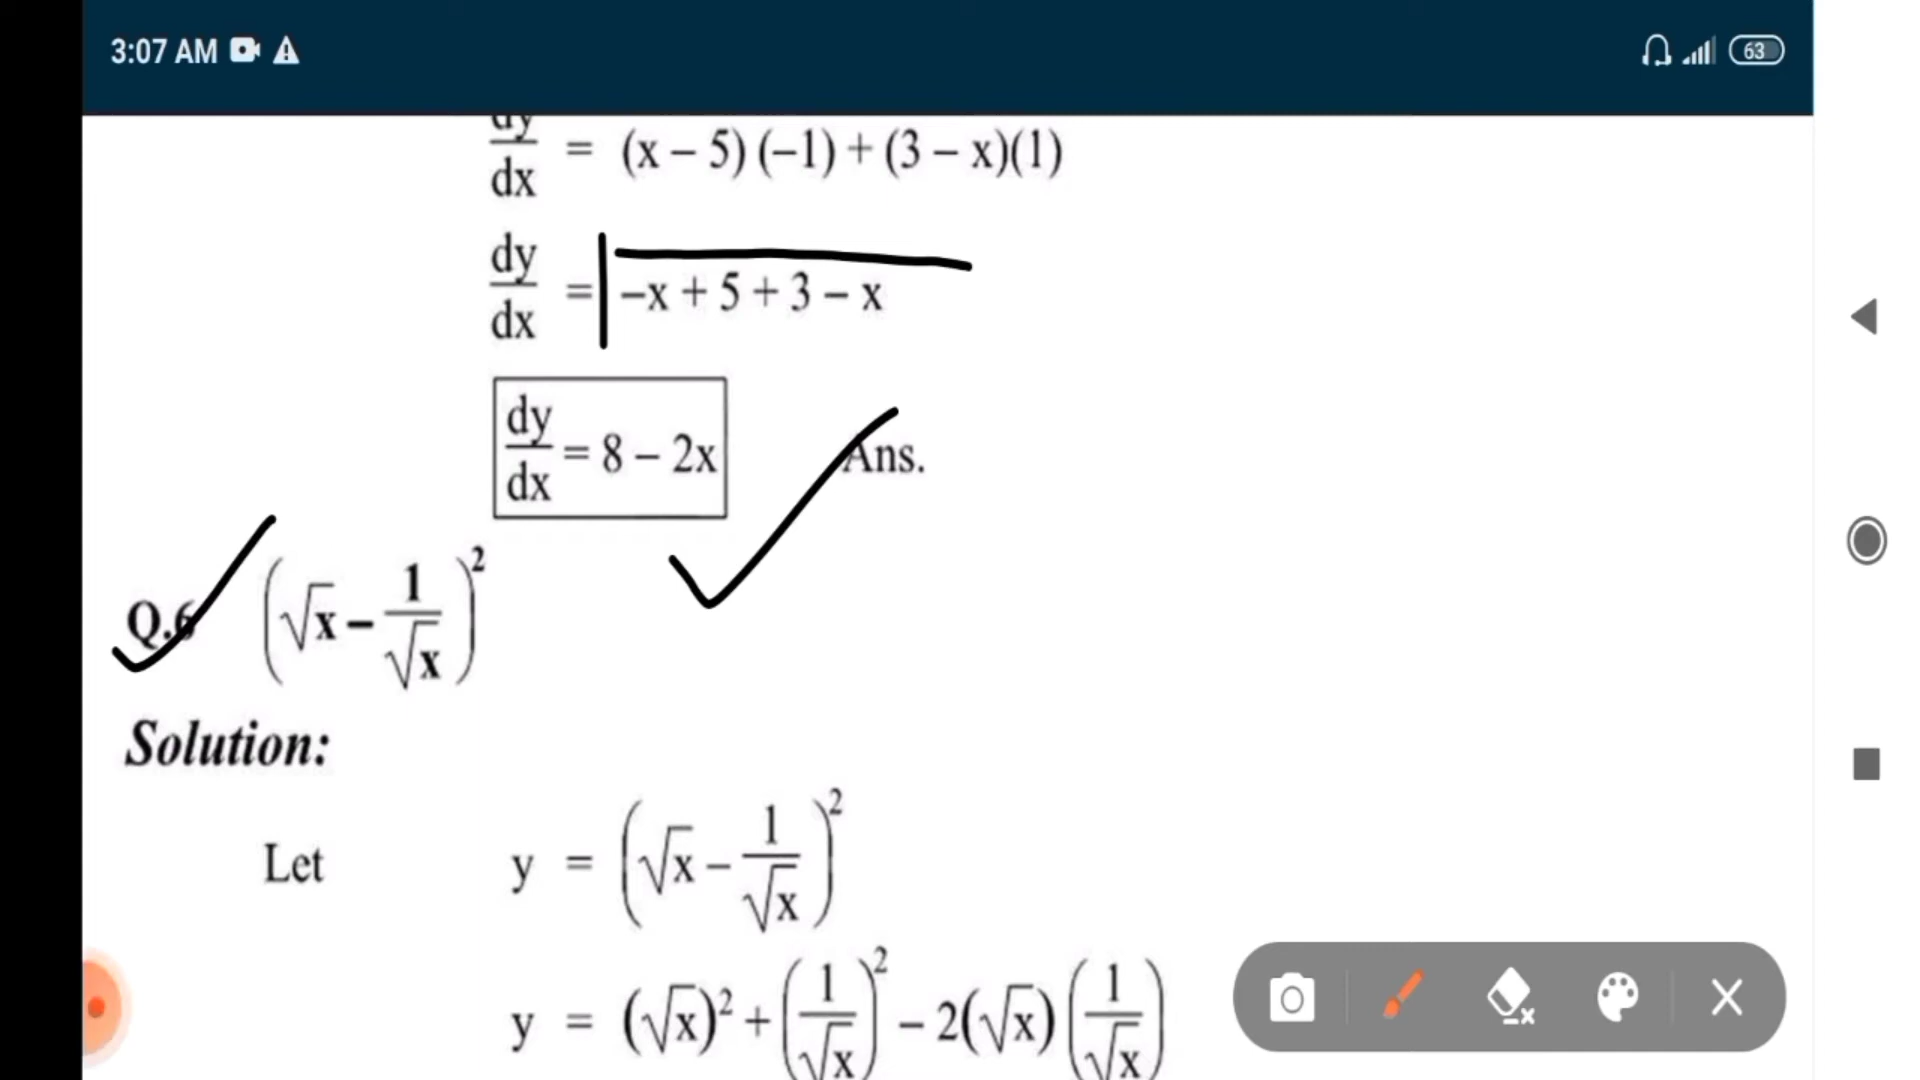 3:07 AM
63
dy/dx = (x – 5) (–1) + (3 – x)(1)
dy/dx = –x + 5 + 3 – x
dy/dx = 8 – 2x Ans.
Q.6 (√x – 1/√x)²
Solution:
Let y = (√x – 1/√x)²
y = (√x)² + (1/√x)² – 2(√x)(1/√x)